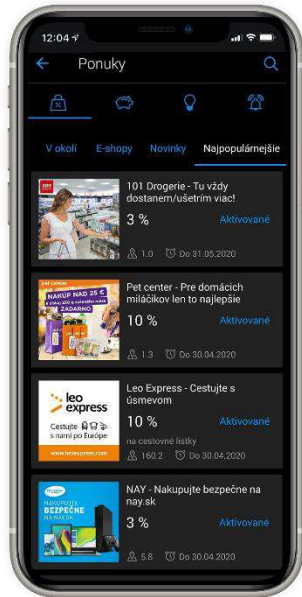 12:04
Ponuky
V okolí E-shopy Novinky Najpopulárnejšie
101 Drogerie - Tu vždy
dostanem/ušetrím viac!
3 % Aktivované
1.0 Do 31.05.2020
NÁKUP NAD 25 €
ZADARMO
Pet center - Pre domácich
miláčikov len to najlepšie
10 % Aktivované
1.3 Do 30.04.2020
leo
express
Cestujte
s nami po Európe
www.leoexpress.com
Leo Express - Cestujte s
úsmevom
10 % Aktivované
na cestovné lístky
160.2 Do 30.04.2020
NAKUPUJTE
BEZPEČNE
NA NAY.SK
NAY - Nakupujte bezpečne na
nay.sk
3 % Aktivované
5.8 Do 30.04.2020